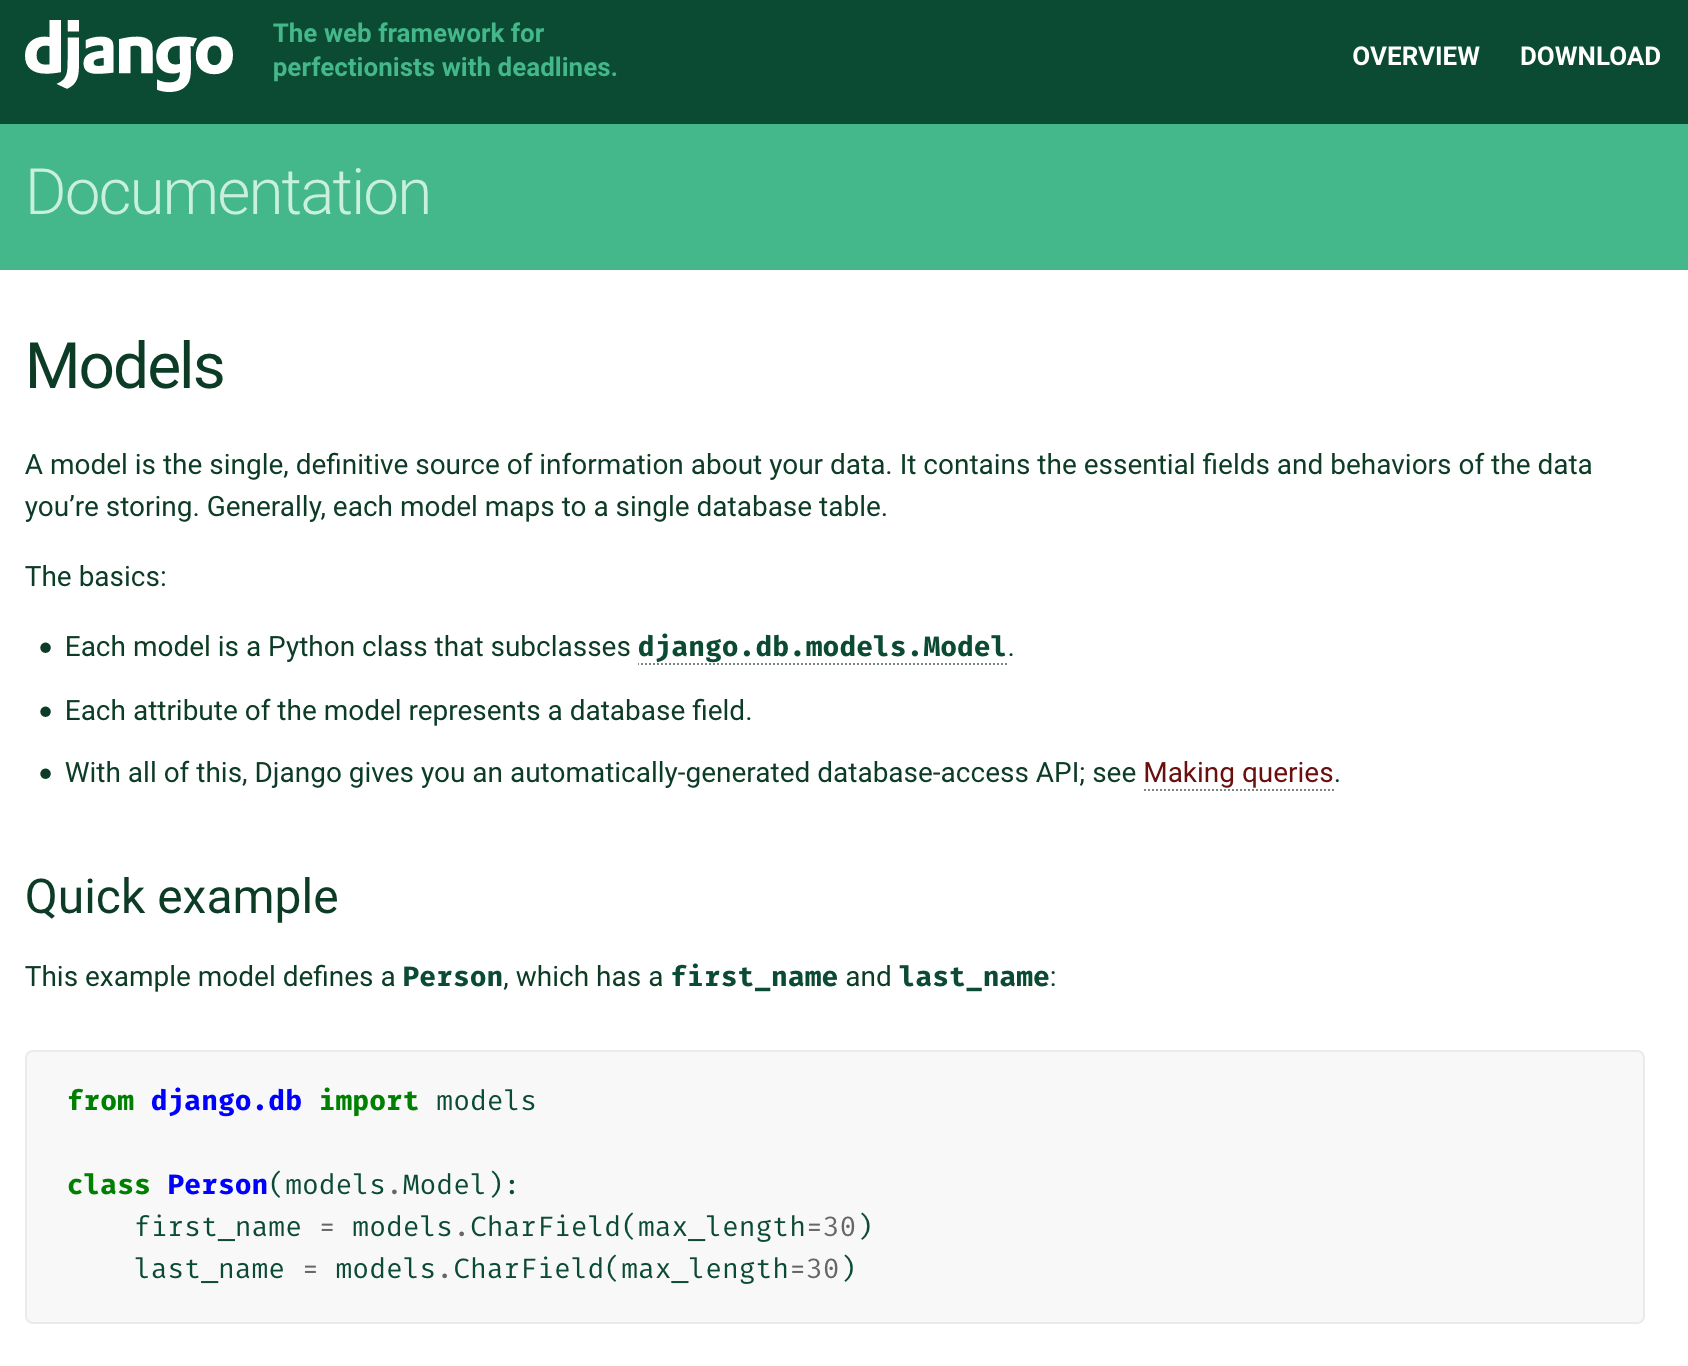 django
The web framework for
perfectionists with deadlines.
OVERVIEW DOWNLOAD
Documentation
Models
A model is the single, definitive source of information about your data. It contains the essential fields and behaviors of the data
you’re storing. Generally, each model maps to a single database table.
The basics:
• Each model is a Python class that subclasses django.db.models.Model.
• Each attribute of the model represents a database field.
• With all of this, Django gives you an automatically-generated database-access API; see Making queries.
Quick example
This example model defines a Person, which has a first_name and last_name:
from django.db import models
class Person(models.Model):
    first_name = models.CharField(max_length=30)
    last_name = models.CharField(max_length=30)